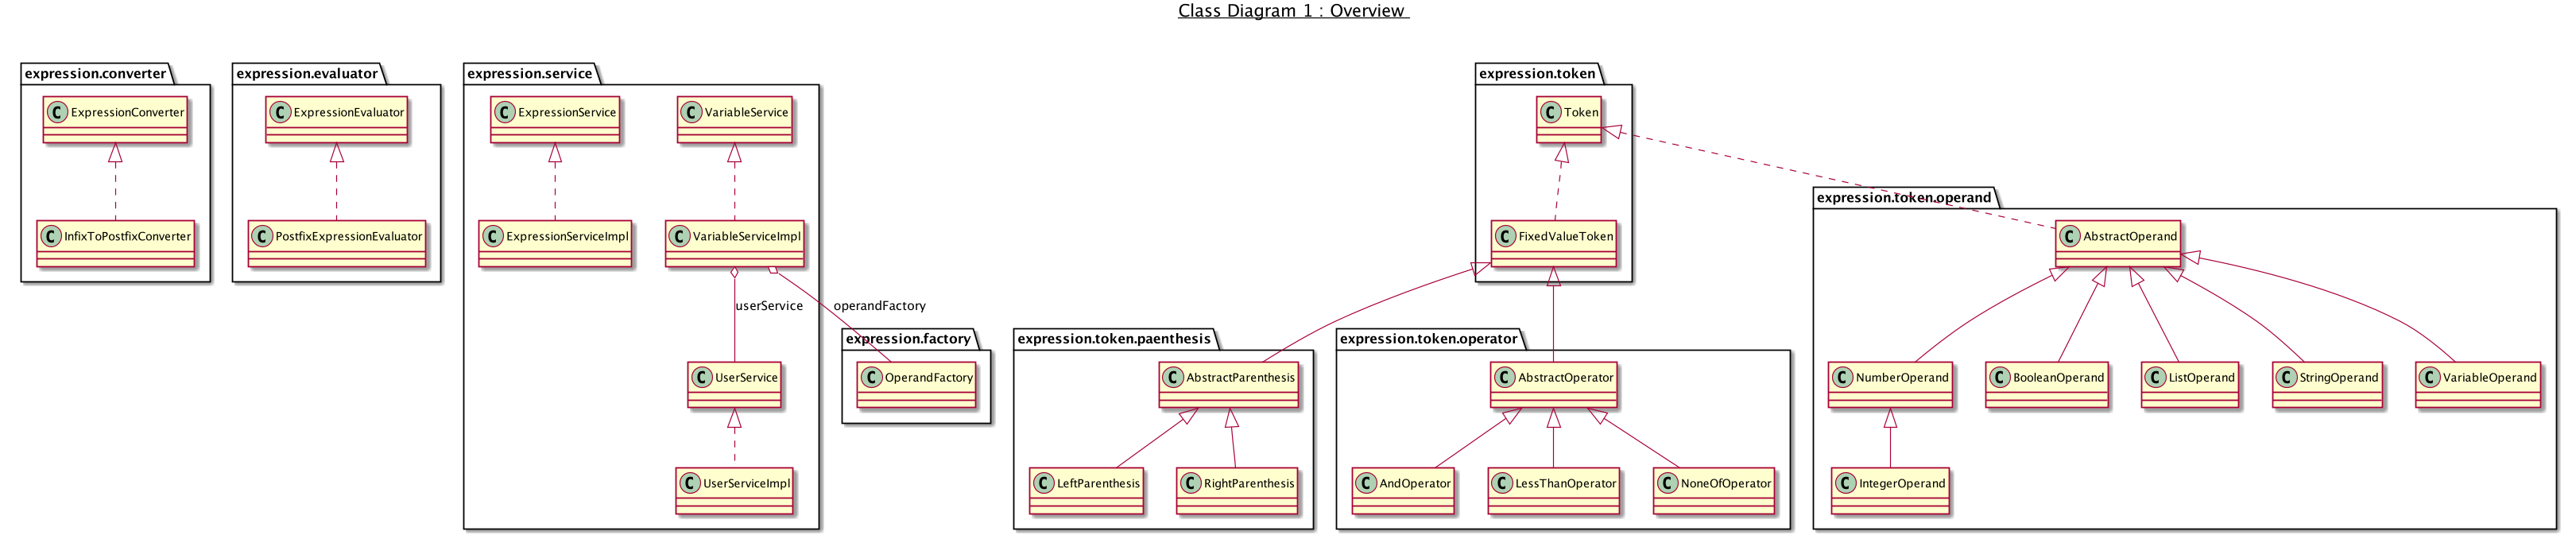 Class Diagram 1 : Overview
expression.converter
C ExpressionConverter
C InfixToPostfixConverter
expression.evaluator
C ExpressionEvaluator
C PostfixExpressionEvaluator
expression.service
C ExpressionService
C VariableService
C ExpressionServiceImpl
C VariableServiceImpl
userService
operandFactory
C UserService
C UserServiceImpl
expression.factory
C OperandFactory
expression.token
C Token
C FixedValueToken
expression.token.paenthesis
C AbstractParenthesis
C LeftParenthesis
C RightParenthesis
expression.token.operator
C AbstractOperator
C AndOperator
C LessThanOperator
C NoneOfOperator
expression.token.operand
C AbstractOperand
C NumberOperand
C BooleanOperand
C ListOperand
C StringOperand
C VariableOperand
C IntegerOperand